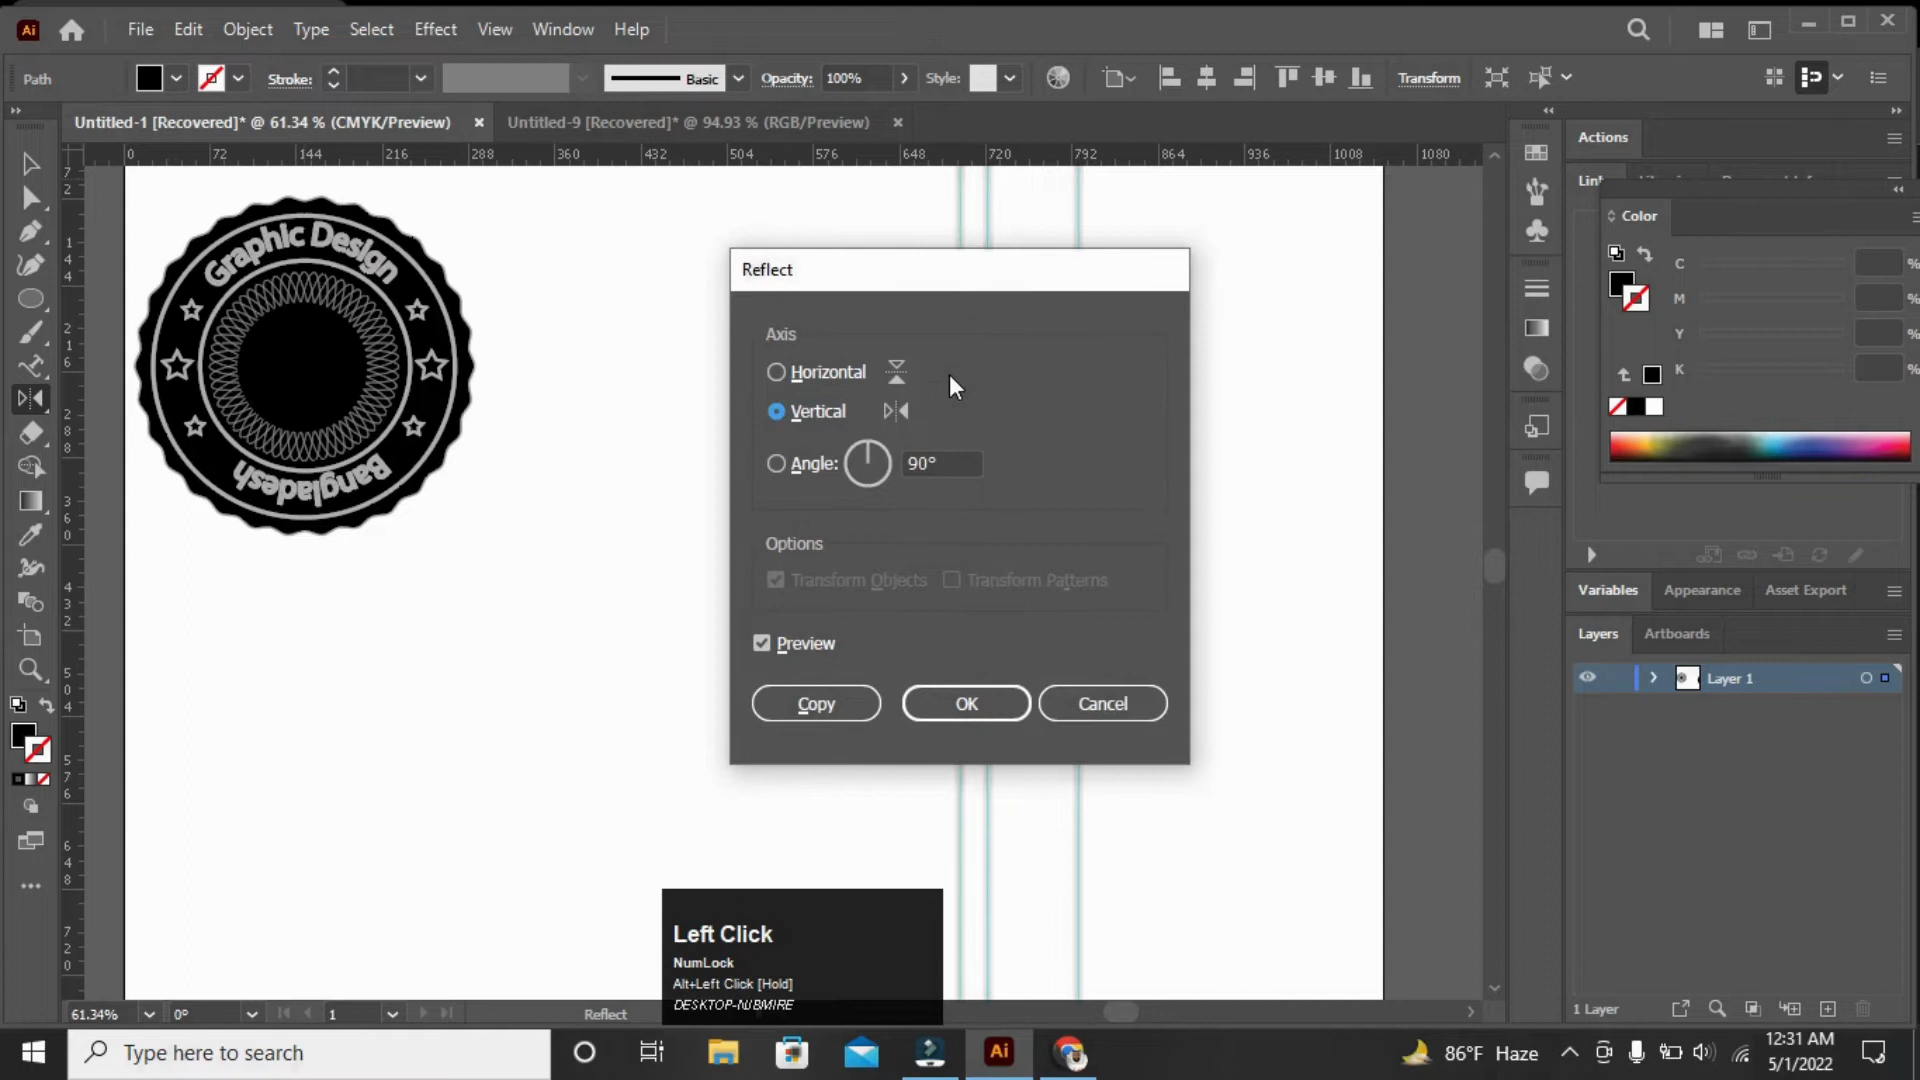 Ai File Edit Object Type Select Effect View Window Help
Path Stroke: Basic Opacity: 100% Style: Transform
Untitled-1 [Recovered]* @ 61.34 % (CMYK/Preview) × Untitled-9 [Recovered]* @ 94.93 % (RGB/Preview) ×
0 72 144 216 288 360 432 504 576 648 720 792 864 936 1008 1080
Actions
Color
C %
M %
Y %
K %
Graphic Design
Bangladesh
Reflect
Axis
Horizontal
Vertical
Angle: 90°
Options
Transform Objects Transform Patterns
Preview
Copy OK Cancel
Variables Appearance Asset Export
Layers Artboards
Layer 1
1 Layer
Left Click
NumLock
Alt+Left Click [Hold]
61.34% 0° 1 Reflect
Type here to search
Ai
86°F Haze
12:31 AM
5/1/2022